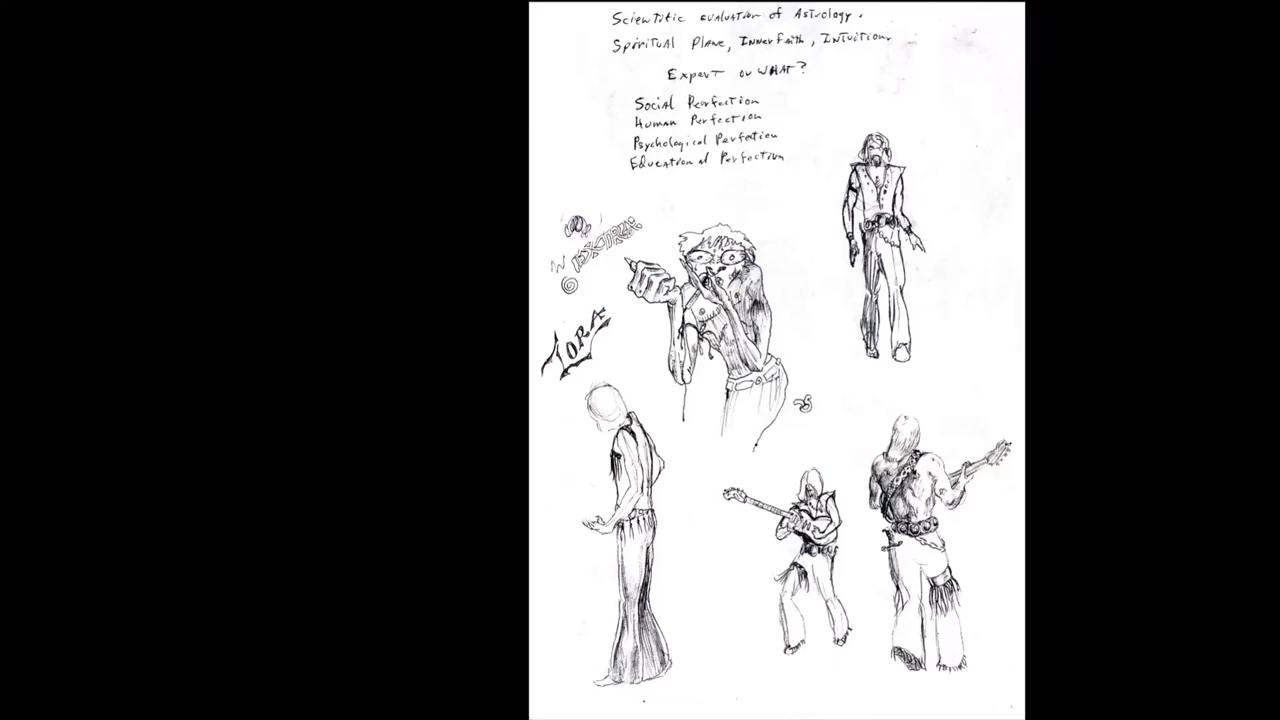 Scientific evaluation of Astrology.
Spiritual Plane, Inner faith, Intuition
Expert or WHAT?
Social Perfection
Human Perfection
Psychological Perfection
Educational Perfection